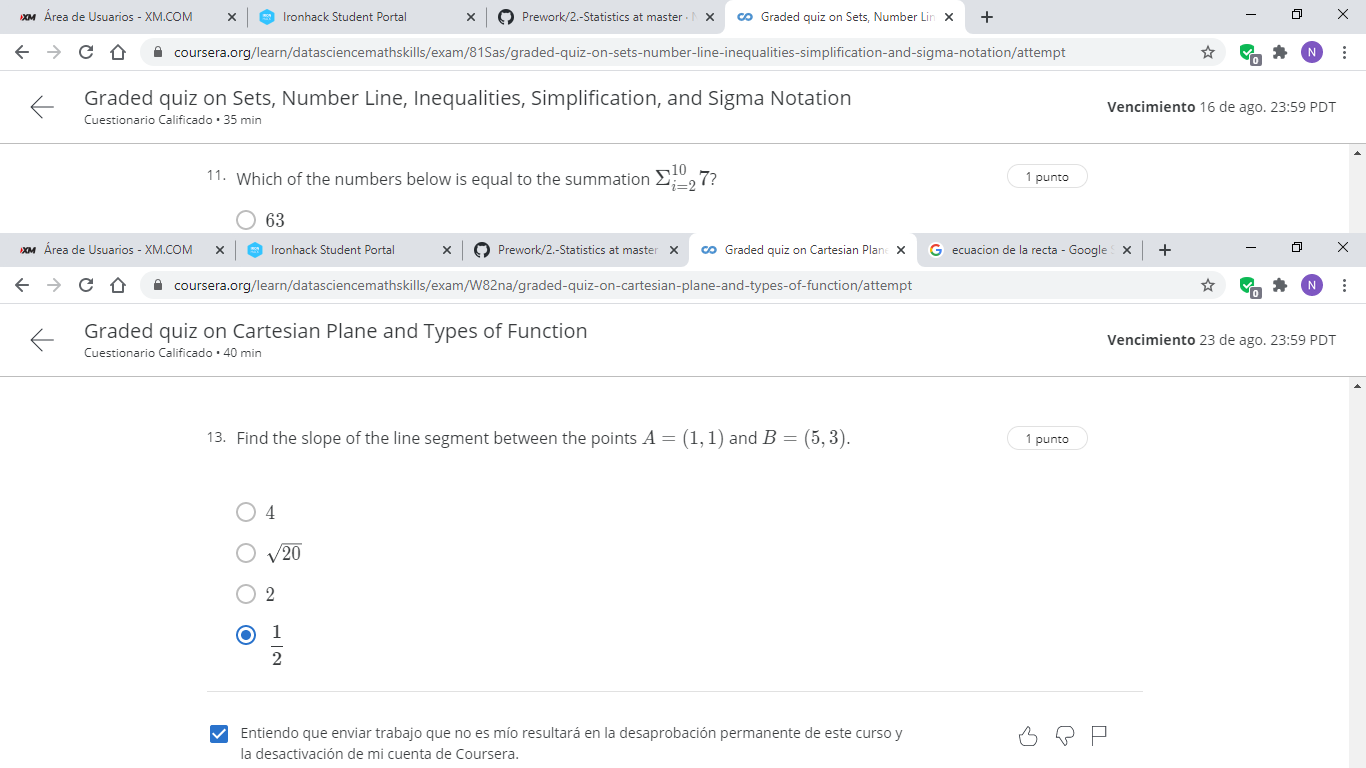 XM Área de Usuarios - XM.COM × Ironhack Student Portal × Prework/2.-Statistics at master · × Graded quiz on Sets, Number Lin × +
coursera.org/learn/datasciencemathskills/exam/81Sas/graded-quiz-on-sets-number-line-inequalities-simplification-and-sigma-notation/attempt 0 N
Graded quiz on Sets, Number Line, Inequalities, Simplification, and Sigma Notation
Cuestionario Calificado • 35 min
Vencimiento 16 de ago. 23:59 PDT
11. Which of the numbers below is equal to the summation Σ_{i=2}^{10} 7?
1 punto
63
XM Área de Usuarios - XM.COM × Ironhack Student Portal × Prework/2.-Statistics at master × Graded quiz on Cartesian Plan × G ecuacion de la recta - Google × +
coursera.org/learn/datasciencemathskills/exam/W82na/graded-quiz-on-cartesian-plane-and-types-of-function/attempt 0 N
Graded quiz on Cartesian Plane and Types of Function
Cuestionario Calificado • 40 min
Vencimiento 23 de ago. 23:59 PDT
13. Find the slope of the line segment between the points A = (1, 1) and B = (5, 3).
1 punto
4
√20
2
1/2
Entiendo que enviar trabajo que no es mío resultará en la desaprobación permanente de este curso y
la desactivación de mi cuenta de Coursera.